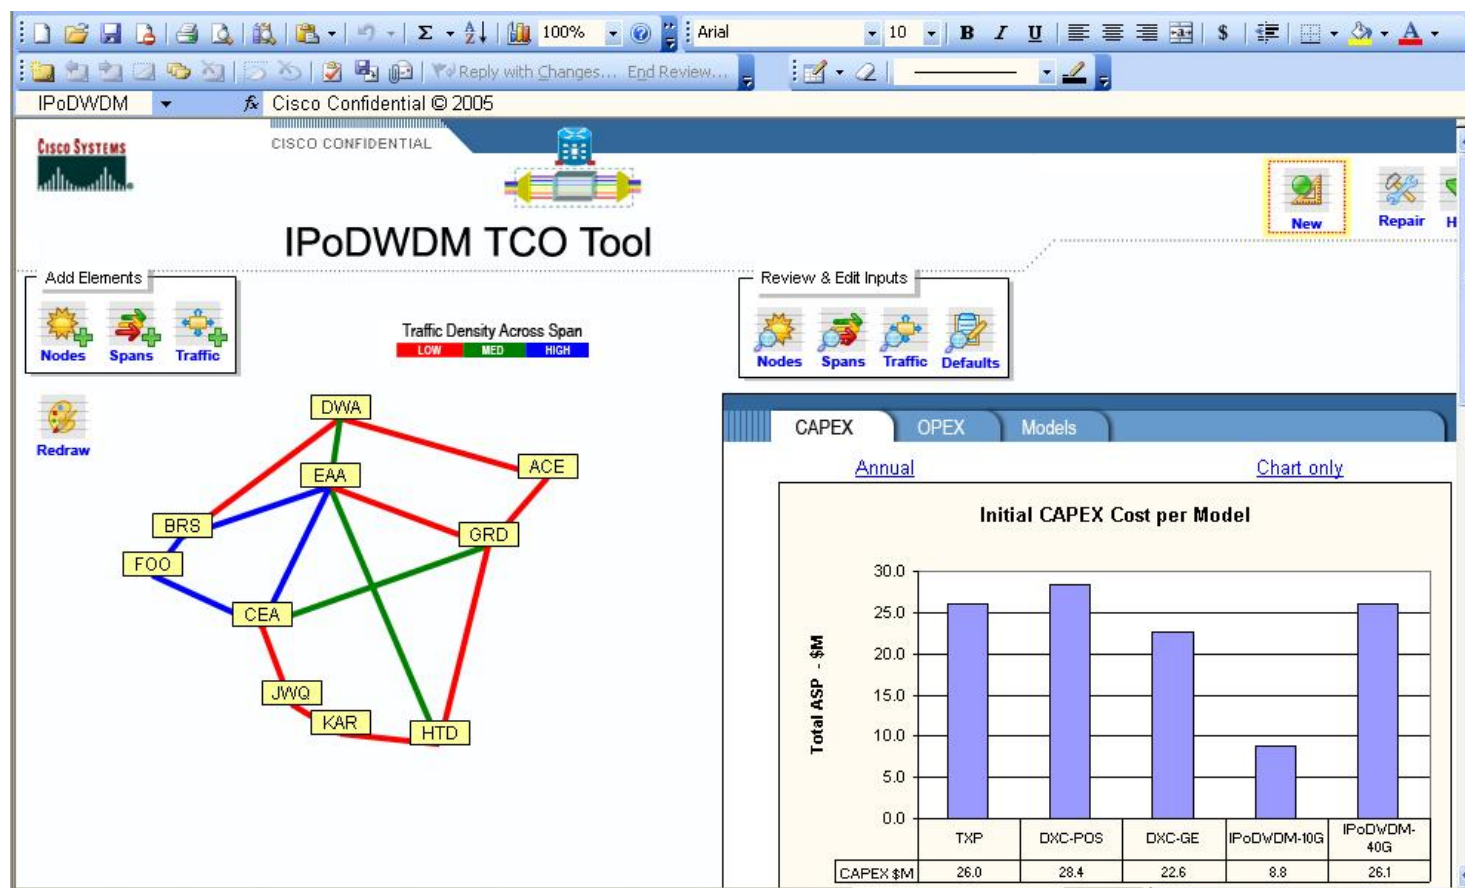 Σ 100% Arial 10 B I U $ A
Reply with Changes... End Review...
IPoDWDM fx Cisco Confidential © 2005
CISCO SYSTEMS
CISCO CONFIDENTIAL
New
Repair
H
IPoDWDM TCO Tool
Add Elements
Nodes
Spans
Traffic
Traffic Density Across Span
LOW MED HIGH
Review & Edit Inputs
Nodes
Spans
Traffic
Defaults
Redraw
DWA
EAA
ACE
BRS
GRD
FOO
CEA
JWQ
KAR
HTD
CAPEX OPEX Models
Annual
Chart only
Initial CAPEX Cost per Model
Total ASP - $M
30.0
25.0
20.0
15.0
10.0
5.0
0.0
TXP DXC-POS DXC-GE IPoDWDM-10G IPoDWDM-40G
CAPEX $M 26.0 28.4 22.6 8.8 26.1